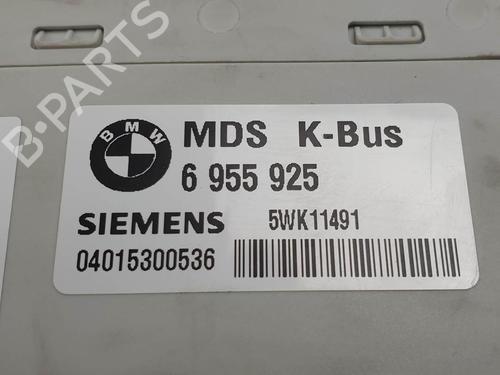 B-PARTS
BMW
MDS K-Bus
6 955 925
SIEMENS 5WK11491
04015300536